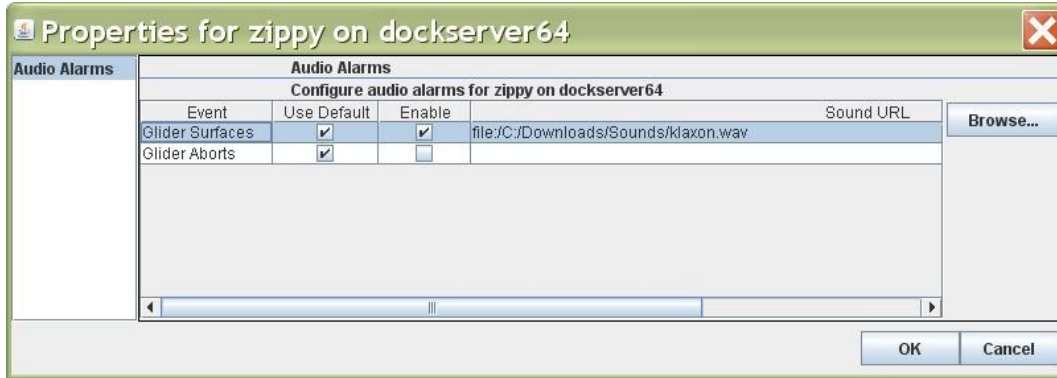 Properties for zippy on dockserver64
Audio Alarms
Audio Alarms
Configure audio alarms for zippy on dockserver64
Event Use Default Enable Sound URL
Browse...
Glider Surfaces file:/C:/Downloads/Sounds/klaxon.wav
Glider Aborts
OK Cancel